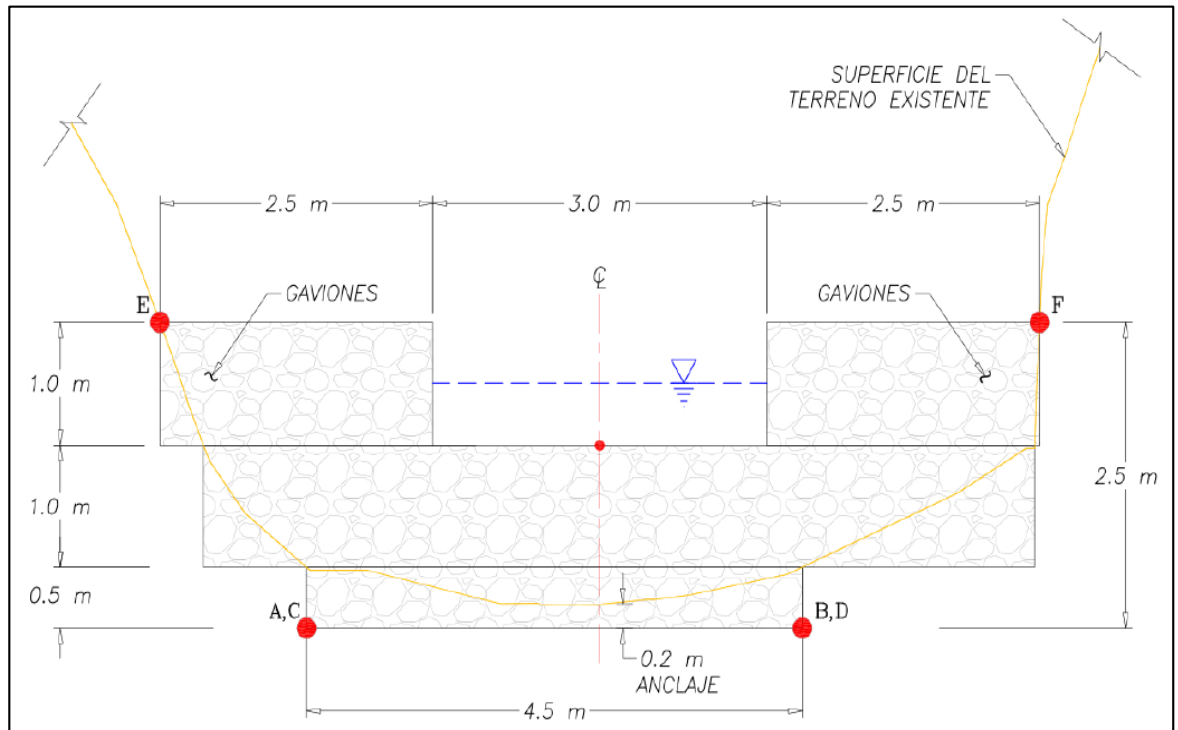 SUPERFICIE DEL
TERRENO EXISTENTE
2.5 m
3.0 m
2.5 m
℄
E
GAVIONES
GAVIONES
F
1.0 m
1.0 m
2.5 m
0.5 m
A,C
B,D
0.2 m
ANCLAJE
4.5 m